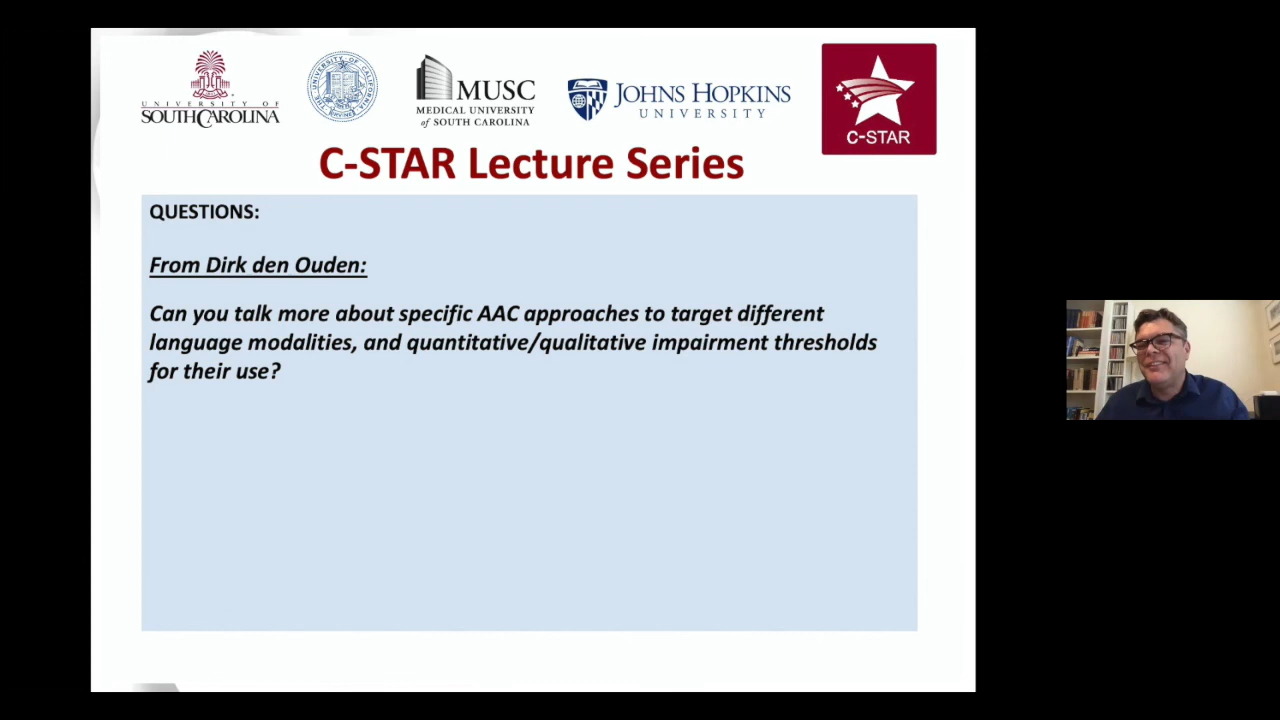 UNIVERSITY OF
SOUTH CAROLINA
MUSC
MEDICAL UNIVERSITY
of SOUTH CAROLINA
JOHNS HOPKINS
UNIVERSITY
C-STAR
C-STAR Lecture Series
QUESTIONS:
From Dirk den Ouden:
Can you talk more about specific AAC approaches to target different
language modalities, and quantitative/qualitative impairment thresholds
for their use?